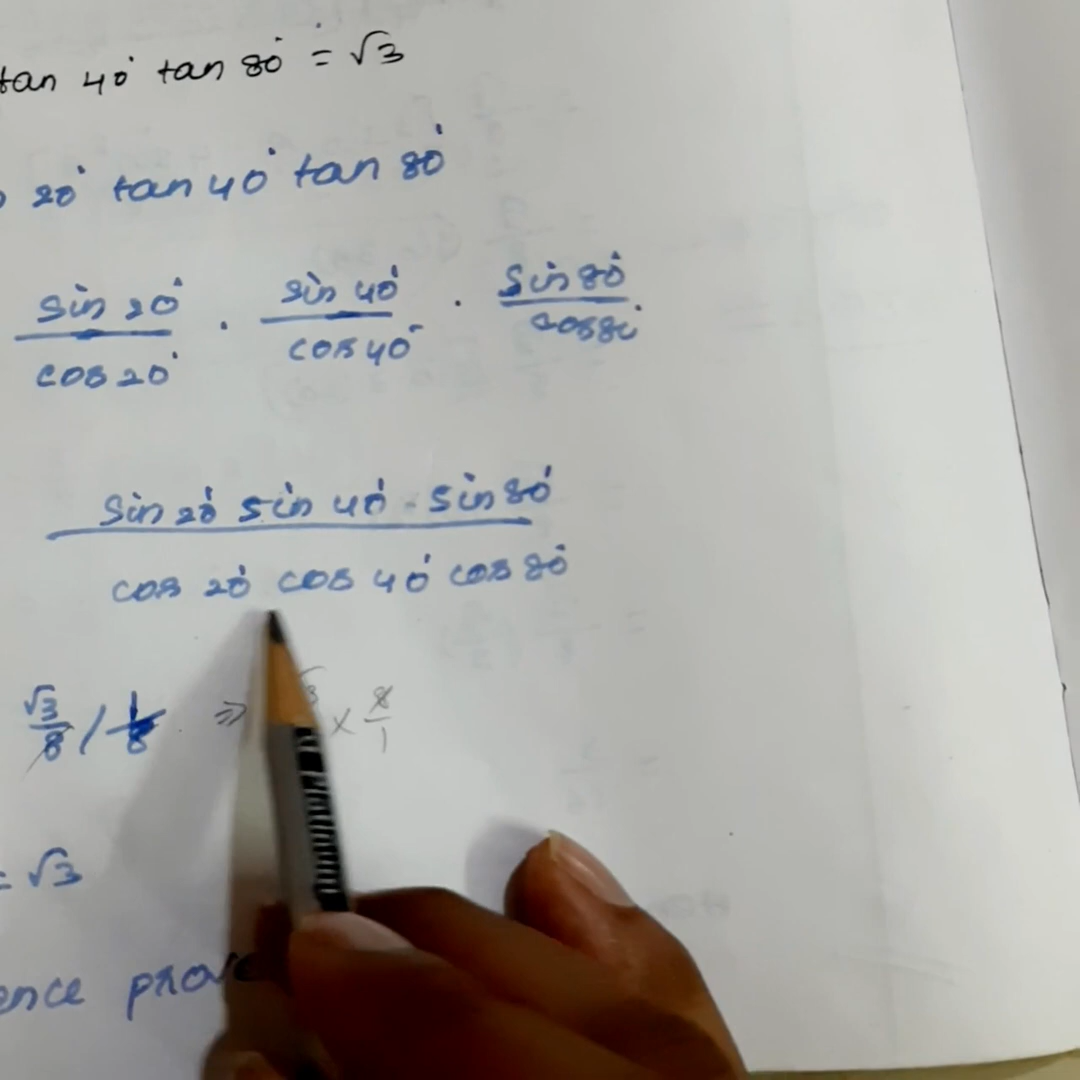 tan 40° tan 80° = √3
20° tan 40° tan 80°
sin 20° / cos 20° . sin 40° / cos 40° . sin 80° / cos 80°
sin 20° sin 40° . sin 80° / cos 20° cos 40° cos 80°
√3/8 / 1/8 ⇒ × 8/1
= √3
ence prove
Platinum